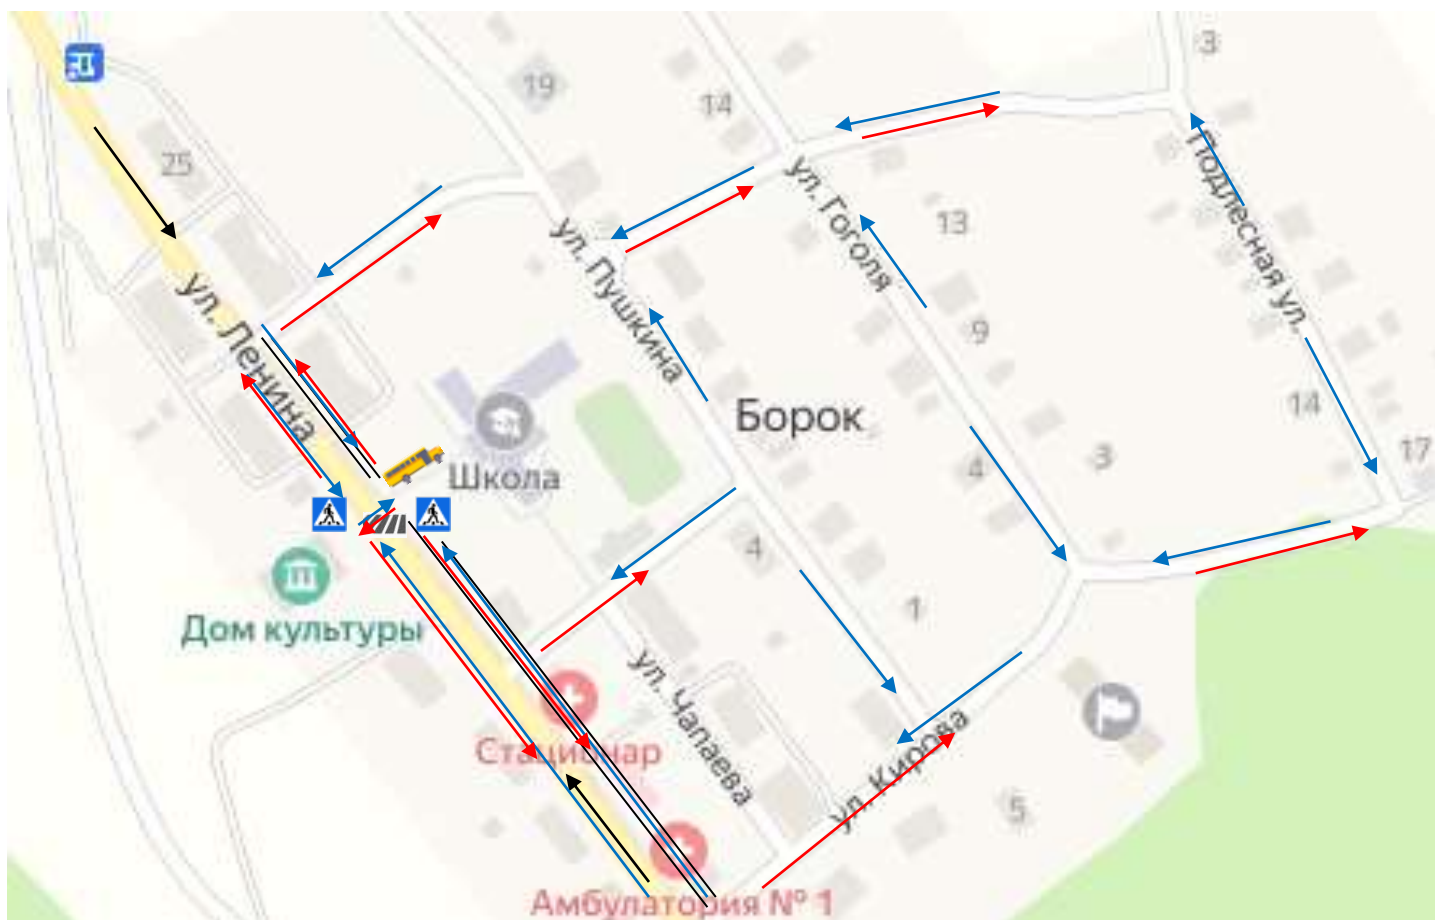 3
19
14
25
Подлесная ул.
ул. Гоголя
13
ул. Пушкина
ул. Ленина
9
14
Борок
17
Школа
4
3
4
Дом культуры
1
ул. Чапаева
Стационар
ул. Кирова
5
Амбулатория № 1